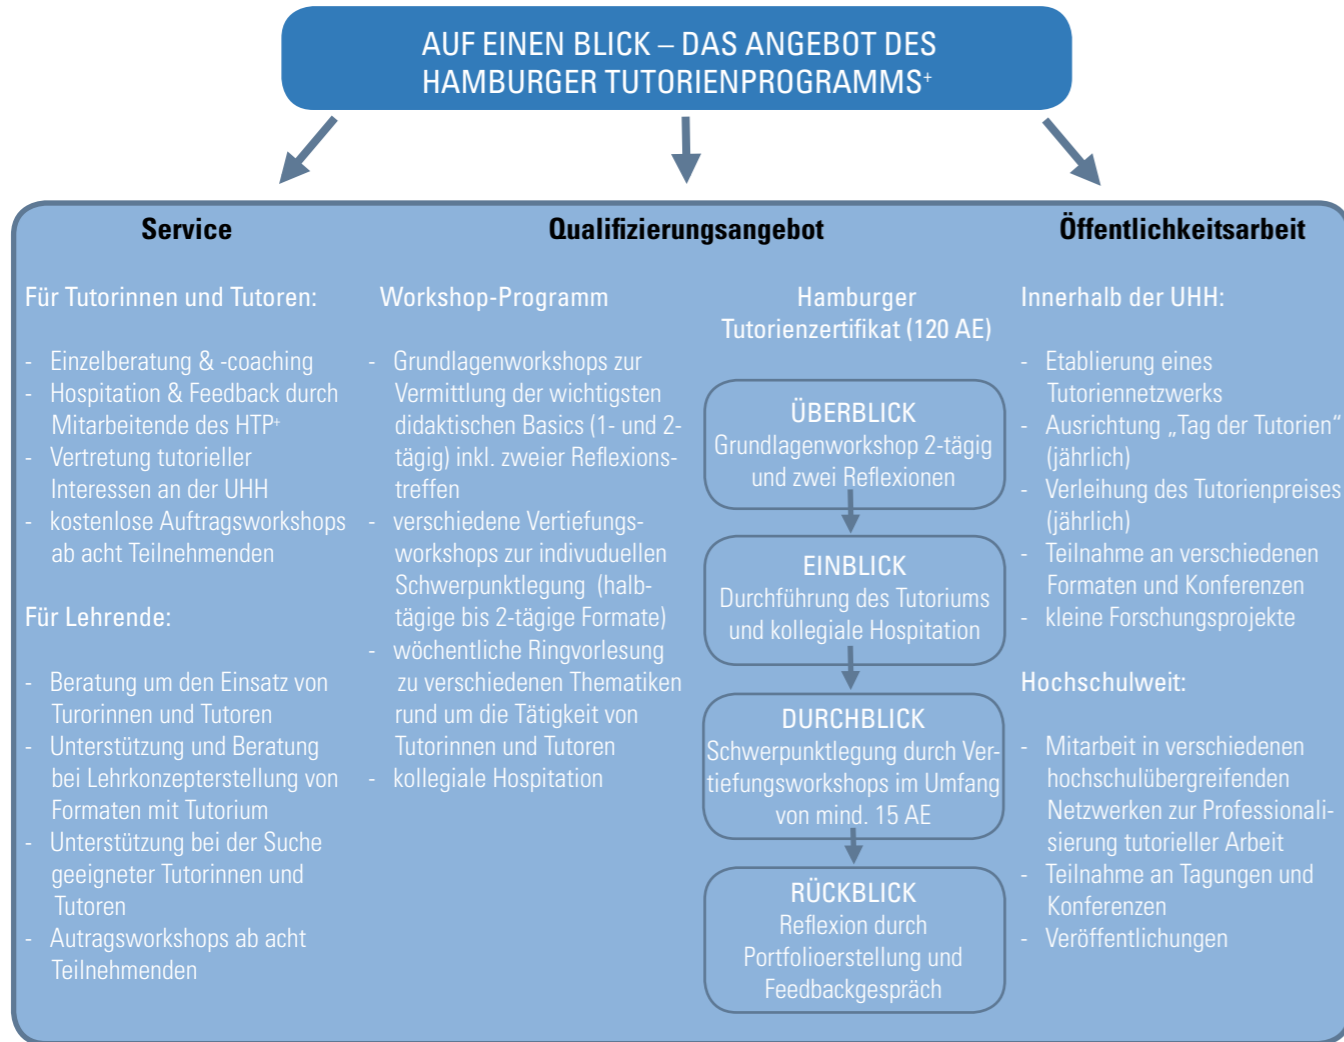 AUF EINEN BLICK – DAS ANGEBOT DES
HAMBURGER TUTORIENPROGRAMMS⁺
Service
Für Tutorinnen und Tutoren:
- Einzelberatung & -coaching
- Hospitation & Feedback durch
Mitarbeitende des HTP⁺
- Vertretung tutorieller
Interessen an der UHH
- kostenlose Auftragsworkshops
ab acht Teilnehmenden
Für Lehrende:
- Beratung um den Einsatz von
Turorinnen und Tutoren
- Unterstützung und Beratung
bei Lehrkonzepterstellung von
Formaten mit Tutorium
- Unterstützung bei der Suche
geeigneter Tutorinnen und
Tutoren
- Autragsworkshops ab acht
Teilnehmenden
Qualifizierungsangebot
Workshop-Programm
- Grundlagenworkshops zur
Vermittlung der wichtigsten
didaktischen Basics (1- und 2-
tägig) inkl. zweier Reflexions-
treffen
- verschiedene Vertiefungs-
workshops zur indivuduellen
Schwerpunktlegung (halb-
tägige bis 2-tägige Formate)
- wöchentliche Ringvorlesung
zu verschiedenen Thematiken
rund um die Tätigkeit von
Tutorinnen und Tutoren
- kollegiale Hospitation
Hamburger
Tutorienzertifikat (120 AE)
ÜBERBLICK
Grundlagenworkshop 2-tägig
und zwei Reflexionen
EINBLICK
Durchführung des Tutoriums
und kollegiale Hospitation
DURCHBLICK
Schwerpunktlegung durch Ver-
tiefungsworkshops im Umfang
von mind. 15 AE
RÜCKBLICK
Reflexion durch
Portfolioerstellung und
Feedbackgespräch
Öffentlichkeitsarbeit
Innerhalb der UHH:
- Etablierung eines
Tutoriennetzwerks
- Ausrichtung „Tag der Tutorien“
(jährlich)
- Verleihung des Tutorienpreises
(jährlich)
- Teilnahme an verschiedenen
Formaten und Konferenzen
- kleine Forschungsprojekte
Hochschulweit:
- Mitarbeit in verschiedenen
hochschulübergreifenden
Netzwerken zur Professionali-
sierung tutorieller Arbeit
- Teilnahme an Tagungen und
Konferenzen
- Veröffentlichungen